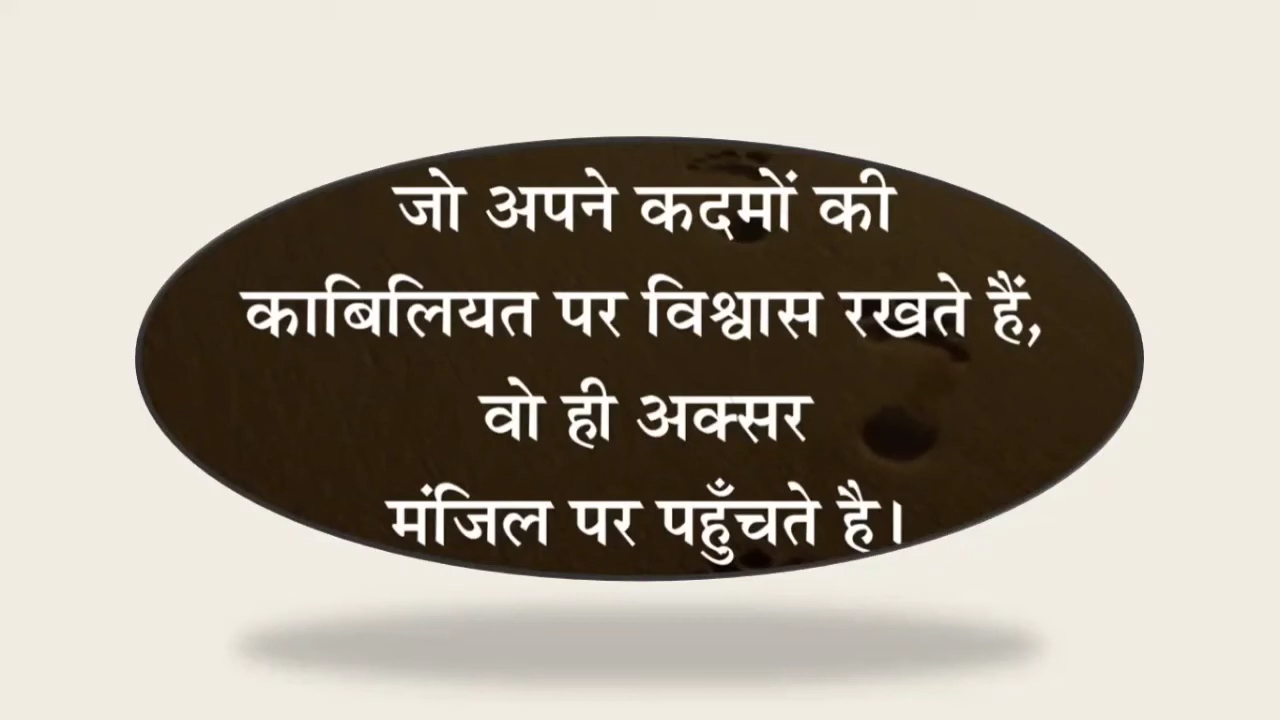 जो अपने कदमों की
काबिलियत पर विश्वास रखते हैं,
वो ही अक्सर
मंजिल पर पहुँचते है।